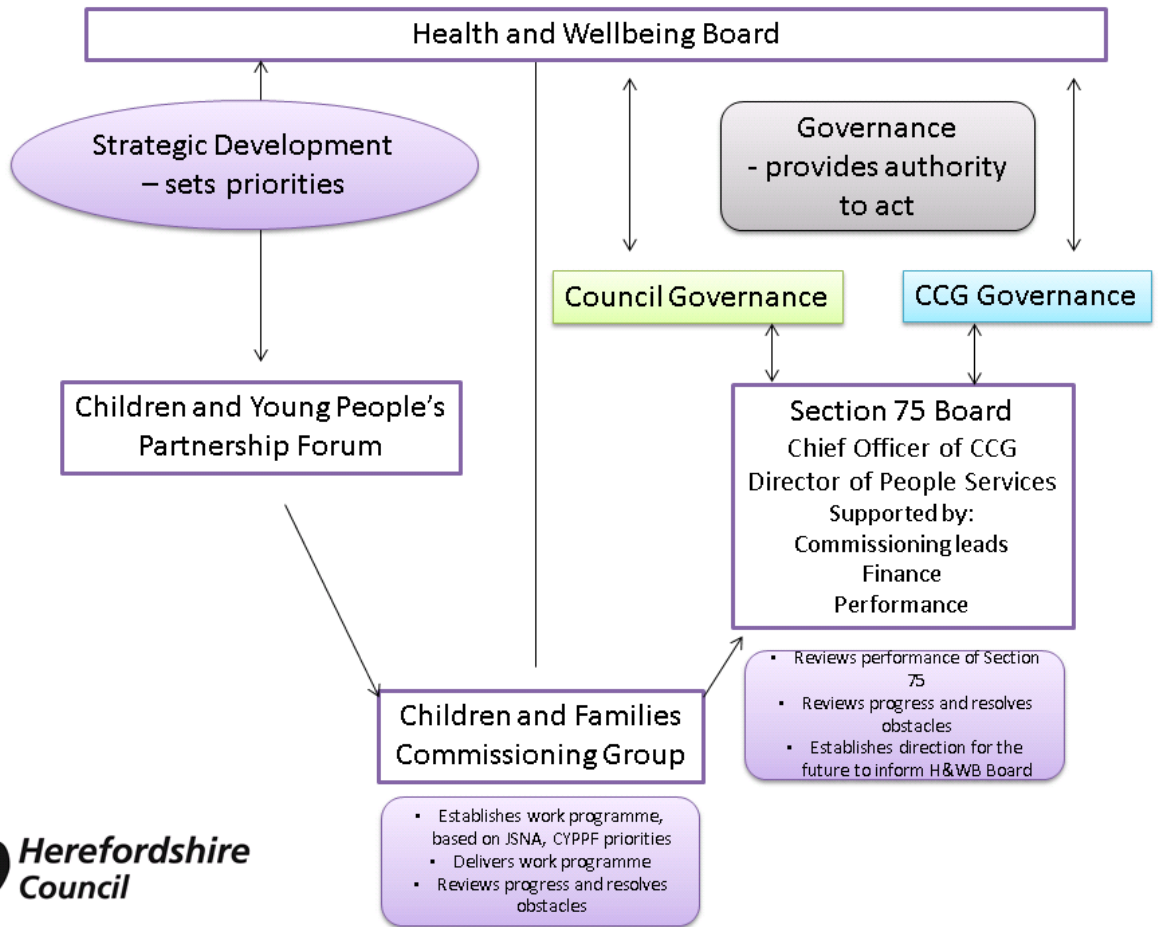 Health and Wellbeing Board
Strategic Development
– sets priorities
Governance
- provides authority
to act
Council Governance
CCG Governance
Children and Young People's
Partnership Forum
Section 75 Board
Chief Officer of CCG
Director of People Services
Supported by:
Commissioning leads
Finance
Performance
▪ Reviews performance of Section
75
▪ Reviews progress and resolves
obstacles
▪ Establishes direction for the
future to inform H&WB Board
Children and Families
Commissioning Group
▪ Establishes work programme,
based on JSNA, CYPPF priorities
▪ Delivers work programme
▪ Reviews progress and resolves
obstacles
Herefordshire
Council